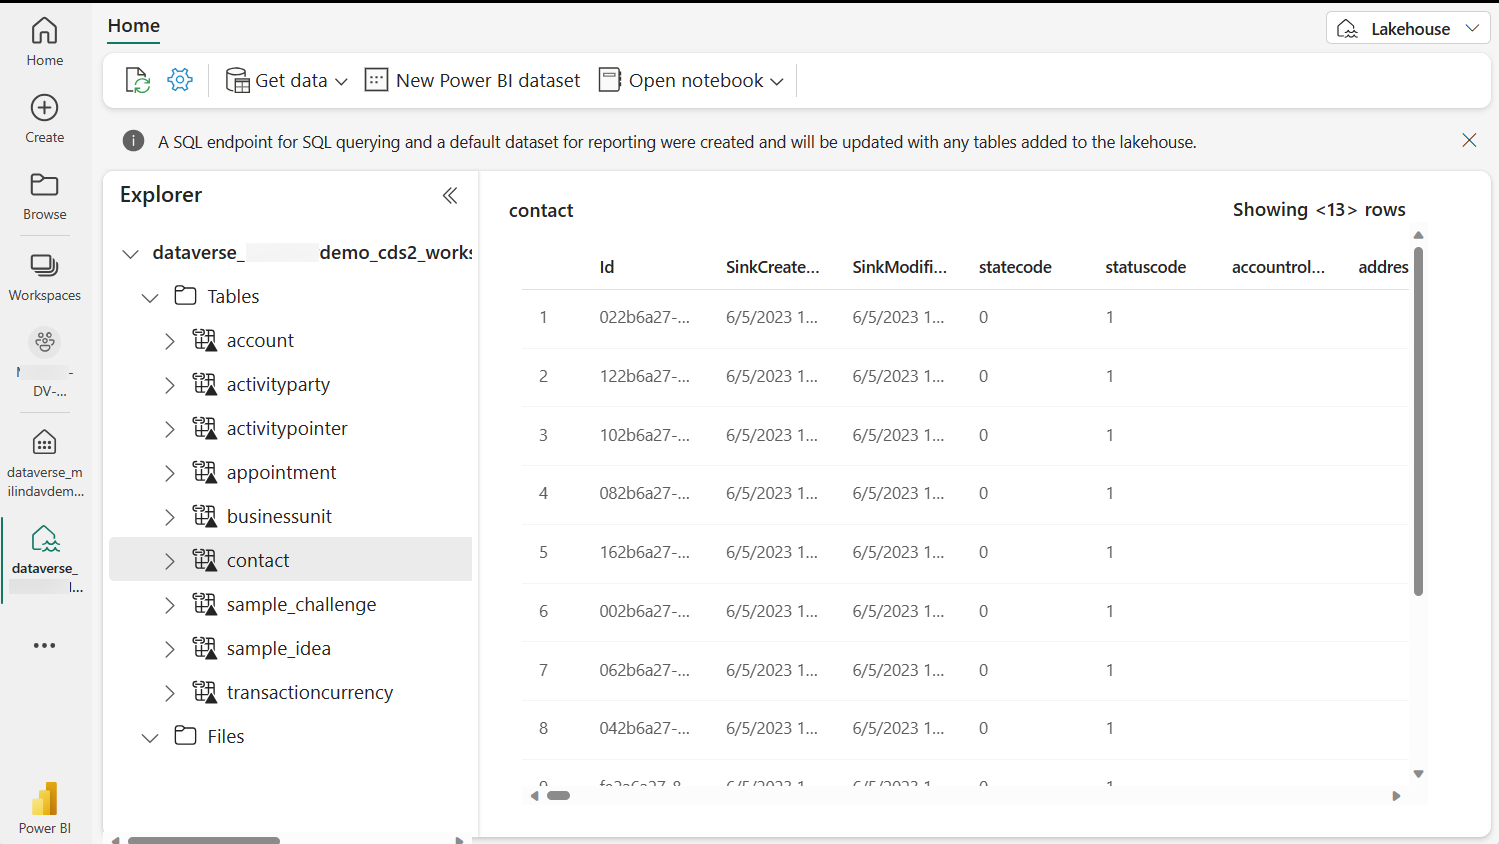 Home
Lakehouse
Home
Create
Browse
Workspaces
DV-...
dataverse_m
ilindavdem...
dataverse_
l...
Power BI
Get data
New Power BI dataset
Open notebook
A SQL endpoint for SQL querying and a default dataset for reporting were created and will be updated with any tables added to the lakehouse.
Explorer
dataverse_ demo_cds2_works
Tables
account
activityparty
activitypointer
appointment
businessunit
contact
sample_challenge
sample_idea
transactioncurrency
Files
contact
Showing <13> rows
Id SinkCreate... SinkModifi... statecode statuscode accountrol... addres
1 022b6a27-... 6/5/2023 1... 6/5/2023 1... 0 1
2 122b6a27-... 6/5/2023 1... 6/5/2023 1... 0 1
3 102b6a27-... 6/5/2023 1... 6/5/2023 1... 0 1
4 082b6a27-... 6/5/2023 1... 6/5/2023 1... 0 1
5 162b6a27-... 6/5/2023 1... 6/5/2023 1... 0 1
6 002b6a27-... 6/5/2023 1... 6/5/2023 1... 0 1
7 062b6a27-... 6/5/2023 1... 6/5/2023 1... 0 1
8 042b6a27-... 6/5/2023 1... 6/5/2023 1... 0 1